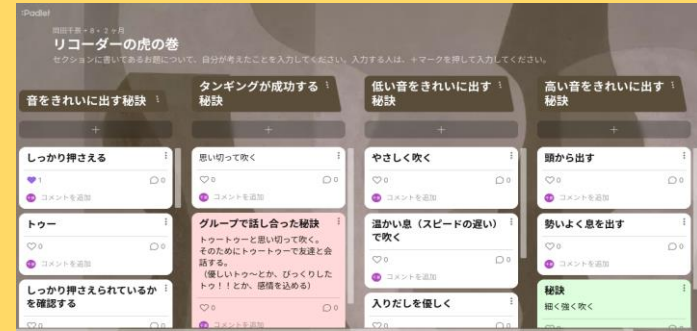 :Padlet
岡田千奈+8・2ヶ月
リコーダーの虎の巻
セクションに書いてあるお題について、自分が考えたことを入力してください。入力する人は、+マークを押して入力してください。
音をきれいに出す秘訣
+
しっかり押さえる
1
0
コメントを追加
トゥー
0
0
コメントを追加
しっかり押さえられているか
を確認する
0
0
タンギングが成功する
秘訣
+
思い切って吹く
0
0
コメントを追加
グループで話し合った秘訣
トゥートゥーと思い切って吹く。
そのためにトゥートゥーで友達と会
話する。
(優しいトゥ〜とか、びっくりした
トゥ!!とか、感情を込める)
0
0
コメントを追加
低い音をきれいに出す
秘訣
+
やさしく吹く
0
0
コメントを追加
温かい息(スピードの遅い)
で吹く
0
0
コメントを追加
入りだしを優しく
0
0
高い音をきれいに出す
秘訣
+
頭から出す
0
0
コメントを追加
勢いよく息を出す
0
0
コメントを追加
秘訣
細く強く吹く
0
0